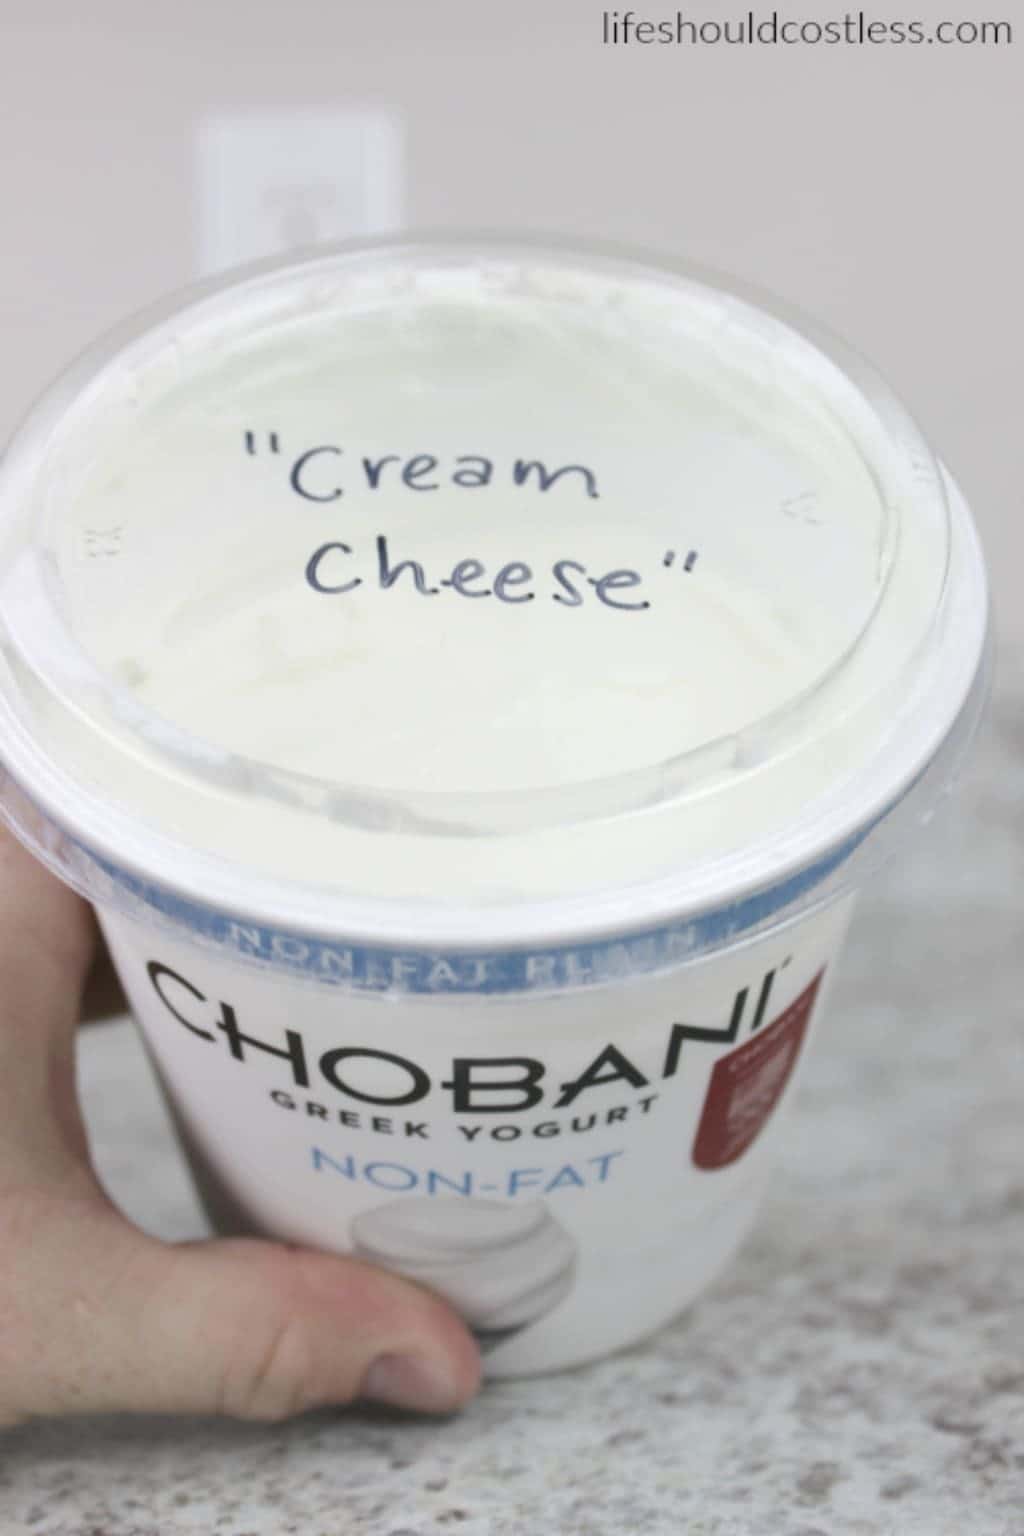 lifeshouldcostless.com
"Cream
Cheese"
NON-FAT PLAIN
CHOBANI
GREEK YOGURT
NON-FAT